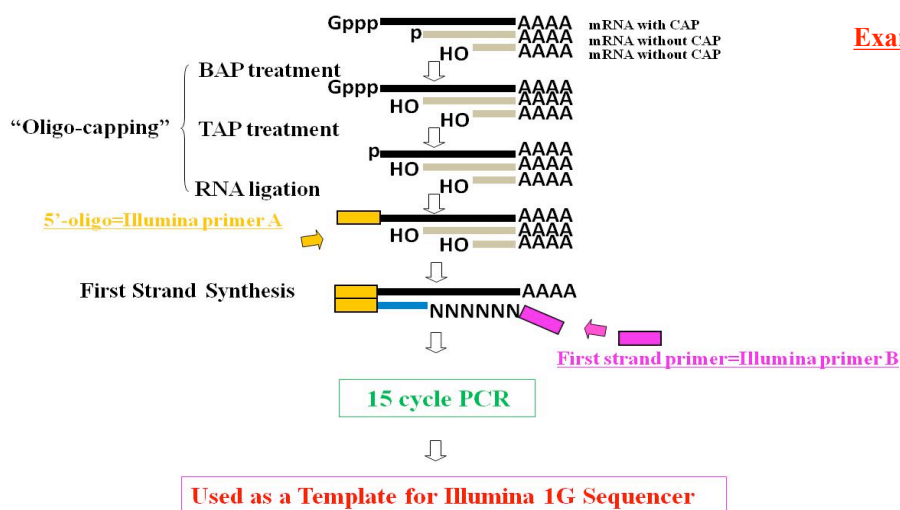 Gppp AAAA mRNA with CAP
p AAAA mRNA without CAP
HO AAAA mRNA without CAP
Exa
BAP treatment
Gppp AAAA
HO AAAA
HO AAAA
“Oligo-capping”
TAP treatment
p AAAA
HO AAAA
HO AAAA
RNA ligation
5’-oligo=Illumina primer A
AAAA
HO AAAA
HO AAAA
First Strand Synthesis
AAAA
NNNNNN
First strand primer=Illumina primer B
15 cycle PCR
Used as a Template for Illumina 1G Sequencer